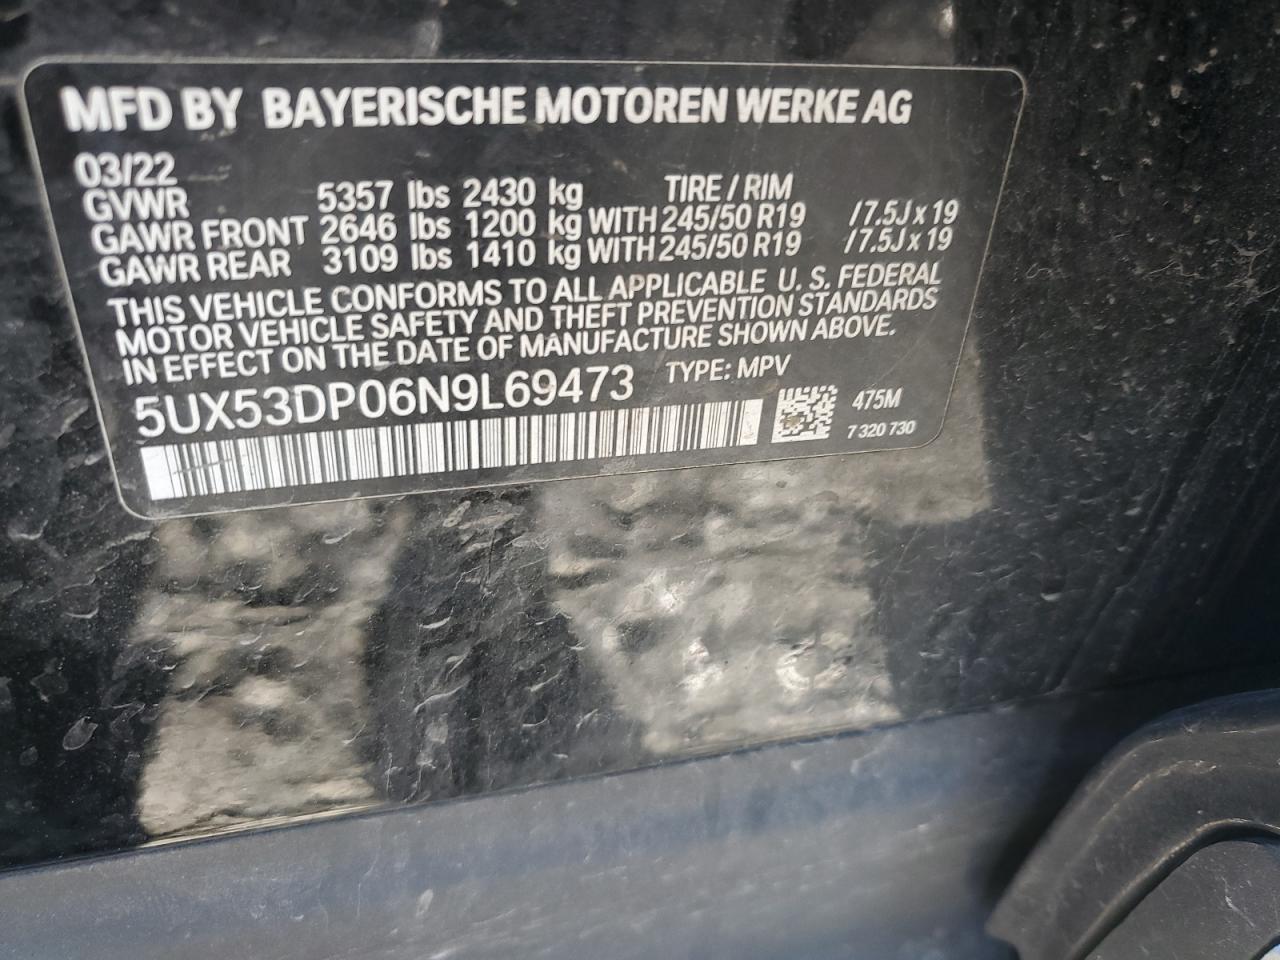 MFD BY BAYERISCHE MOTOREN WERKE AG
03/22
GVWR 5357 lbs 2430 kg TIRE / RIM
GAWR FRONT 2646 lbs 1200 kg WITH 245/50 R19 /7.5J x 19
GAWR REAR 3109 lbs 1410 kg WITH 245/50 R19 /7.5J x 19
THIS VEHICLE CONFORMS TO ALL APPLICABLE U. S. FEDERAL
MOTOR VEHICLE SAFETY AND THEFT PREVENTION STANDARDS
IN EFFECT ON THE DATE OF MANUFACTURE SHOWN ABOVE.
5UX53DP06N9L69473 TYPE: MPV
475M
7 320 730